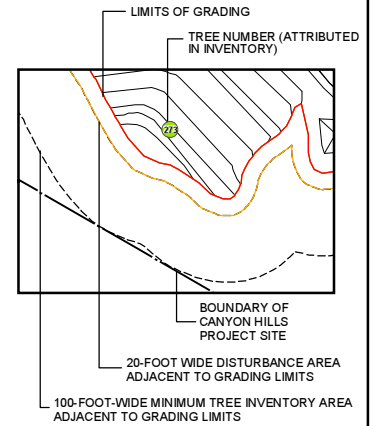 LIMITS OF GRADING
TREE NUMBER (ATTRIBUTED
IN INVENTORY)
273
BOUNDARY OF
CANYON HILLS
PROJECT SITE
20-FOOT WIDE DISTURBANCE AREA
ADJACENT TO GRADING LIMITS
100-FOOT-WIDE MINIMUM TREE INVENTORY AREA
ADJACENT TO GRADING LIMITS